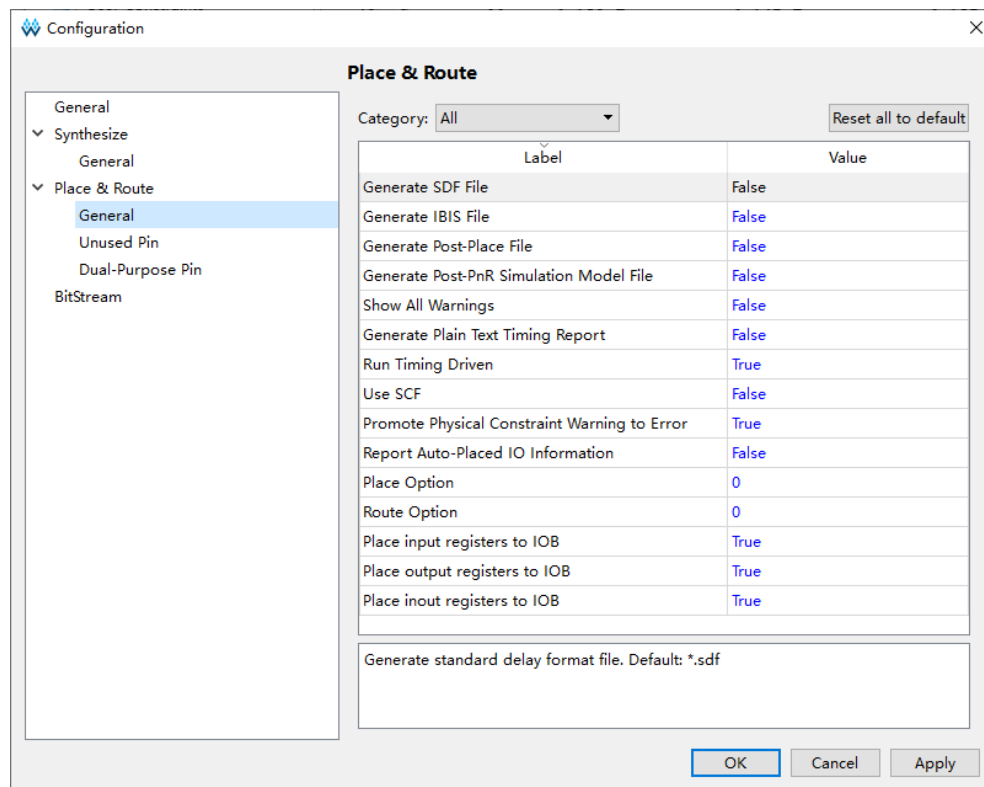 Configuration
Place & Route
General
Synthesize
General
Place & Route
General
Unused Pin
Dual-Purpose Pin
BitStream
Category: All Reset all to default
Label Value
Generate SDF File False
Generate IBIS File False
Generate Post-Place File False
Generate Post-PnR Simulation Model File False
Show All Warnings False
Generate Plain Text Timing Report False
Run Timing Driven True
Use SCF False
Promote Physical Constraint Warning to Error True
Report Auto-Placed IO Information False
Place Option 0
Route Option 0
Place input registers to IOB True
Place output registers to IOB True
Place inout registers to IOB True
Generate standard delay format file. Default: *.sdf
OK Cancel Apply